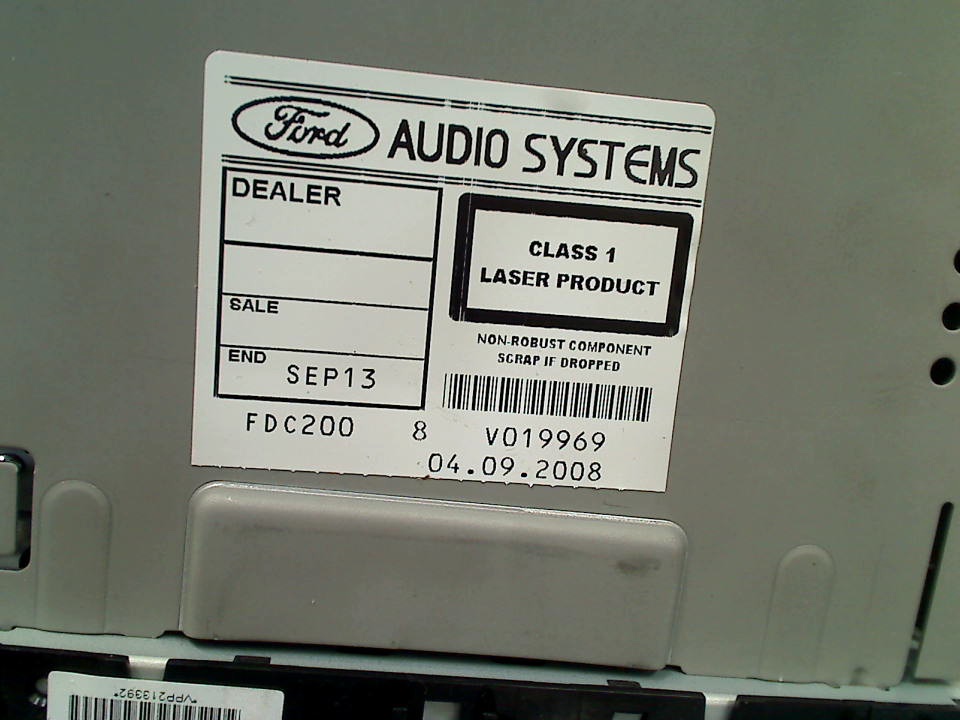 Ford AUDIO SYSTEMS
DEALER
SALE
END SEP13
CLASS 1
LASER PRODUCT
NON-ROBUST COMPONENT
SCRAP IF DROPPED
FDC200 8 V019969
04.09.2008
*VPP213392*